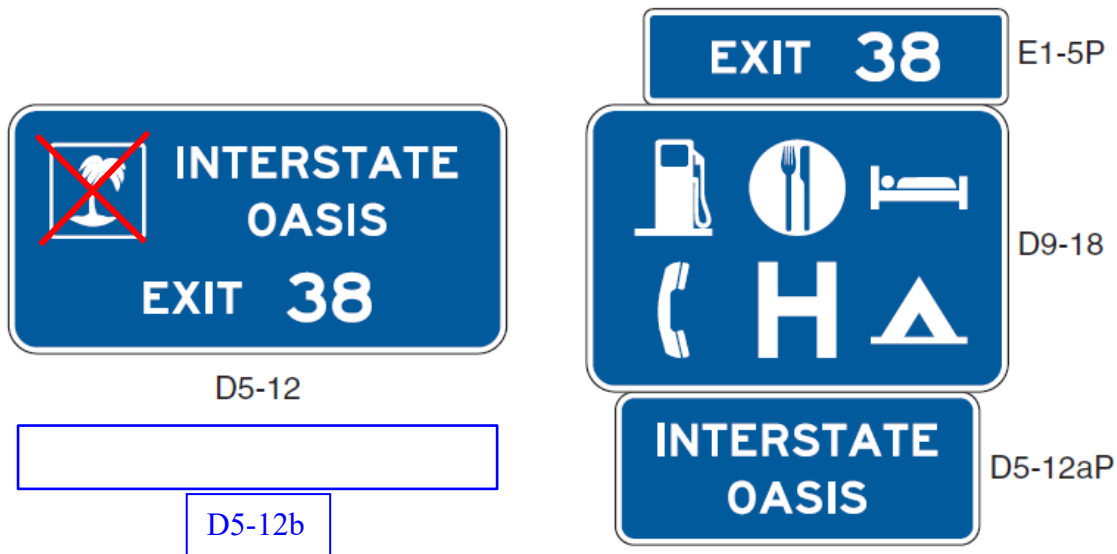 INTERSTATE
OASIS
EXIT 38
D5-12
D5-12b
EXIT 38
E1-5P
H
D9-18
INTERSTATE
OASIS
D5-12aP